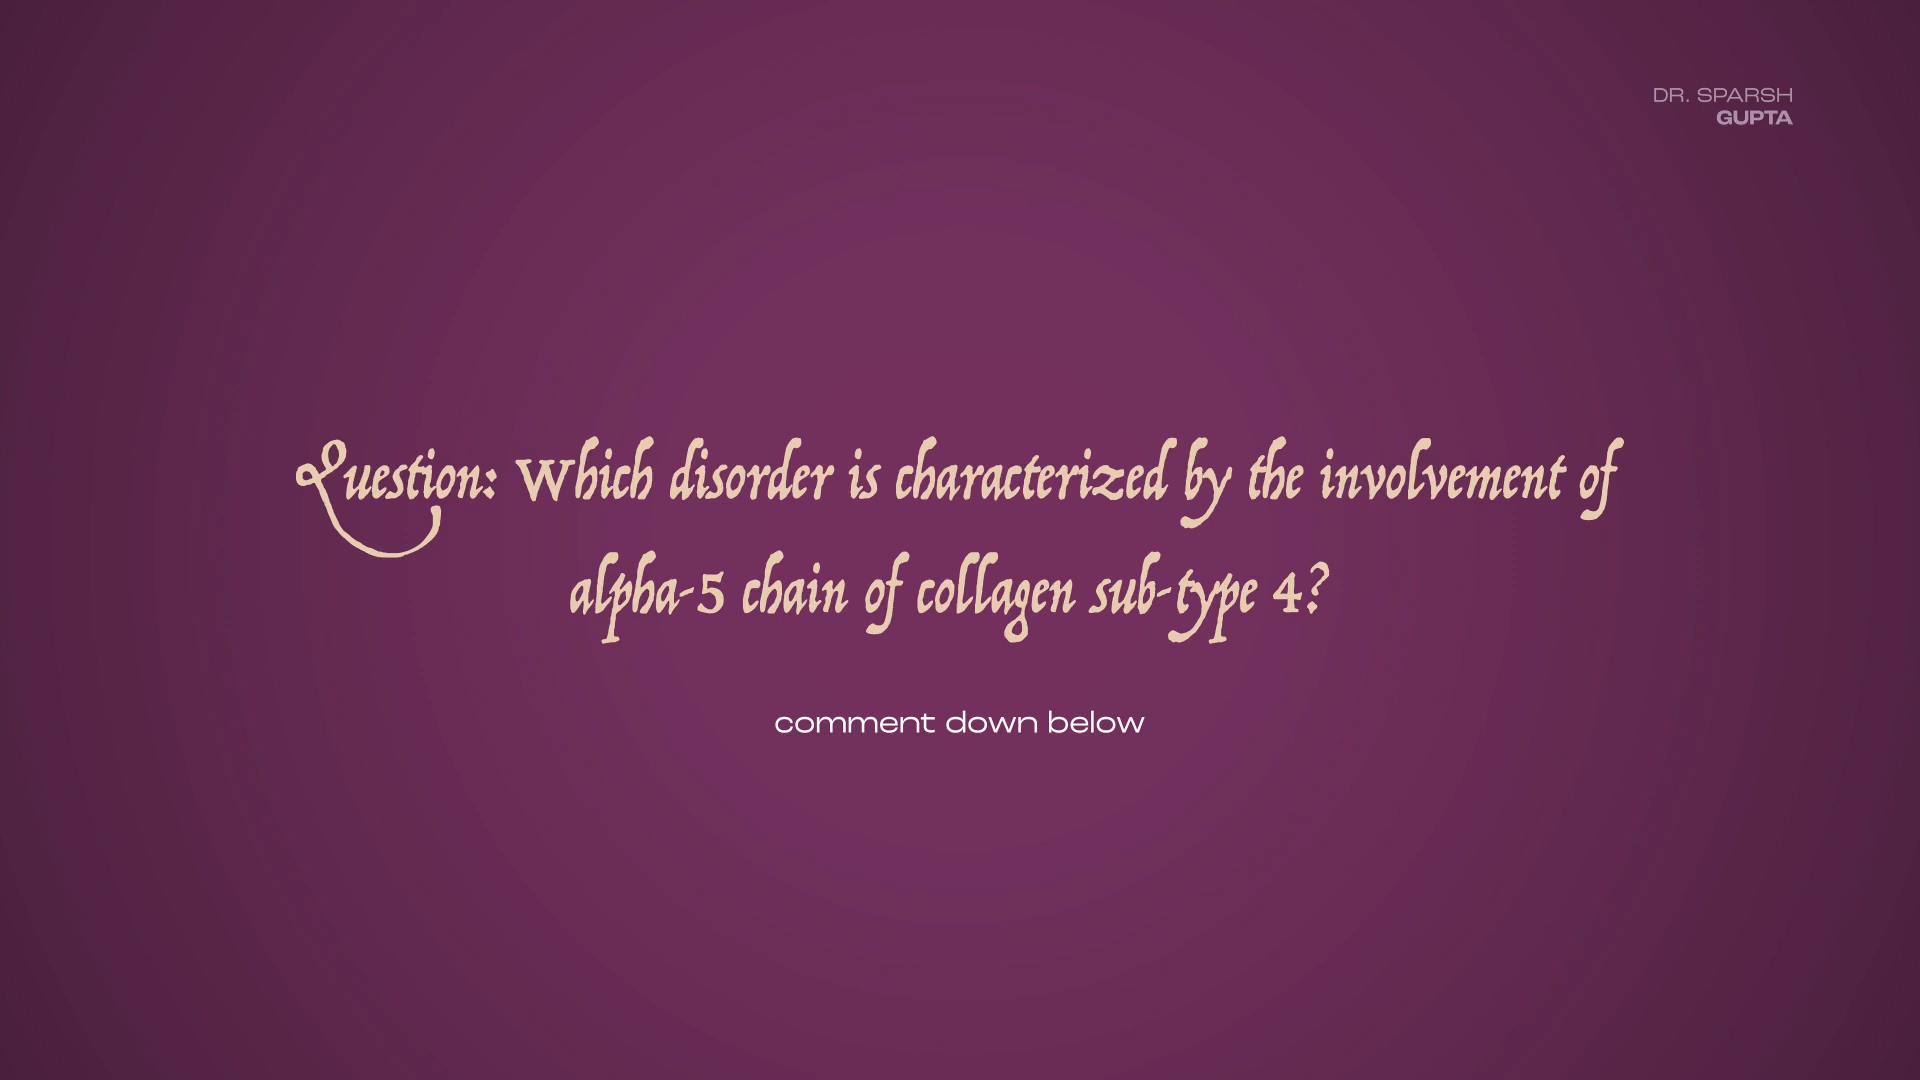 DR. SPARSH
GUPTA
Question: Which disorder is characterized by the involvement of
alpha-5 chain of collagen sub-type 4?
comment down below